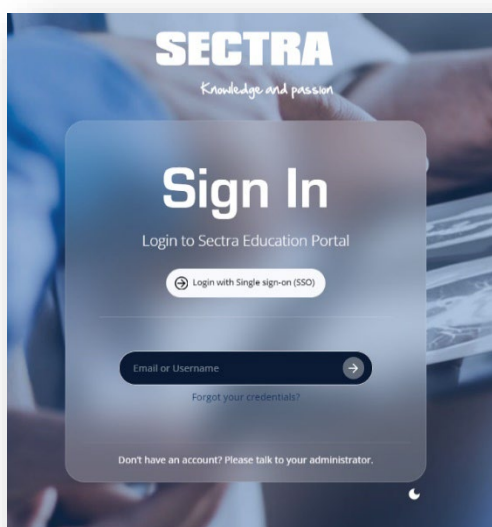 SECTRA
Knowledge and passion
Sign In
Login to Sectra Education Portal
Login with Single sign-on (SSO)
Email or Username
Forgot your credentials?
Don't have an account? Please talk to your administrator.